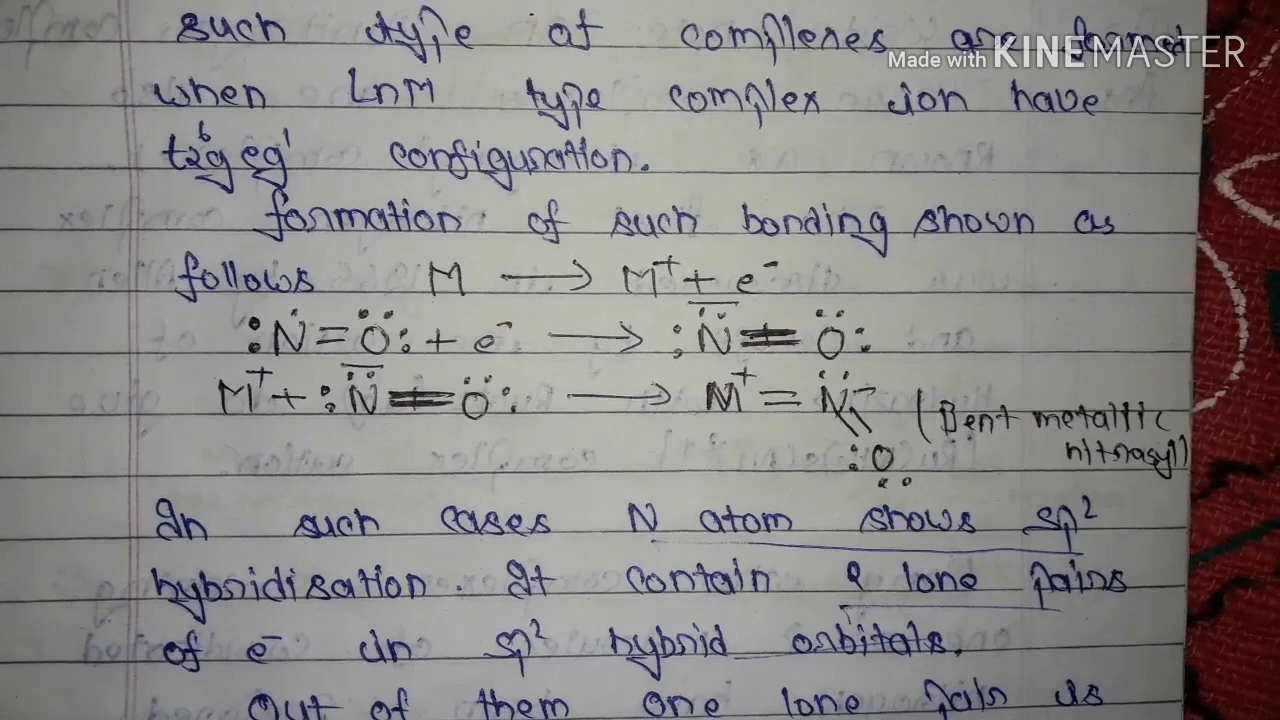 such type of complexes are formed
Made with KINEMASTER
when LnM type complex ion have
t2g⁶ eg¹ configuration.
formation of such bonding shown as
follows M → M⁺ + e⁻
:N̈ = Ö: + e⁻ → :N̈ = Ö:
M⁺ + :N̈ = Ö: → M⁺ = N̈
:O (Bent metallic
nitrosyl)
In such cases N atom shows sp²
hybridisation. It contain 2 lone pairs
of e⁻ in sp² hybrid orbitals.
Out of them one lone pair is